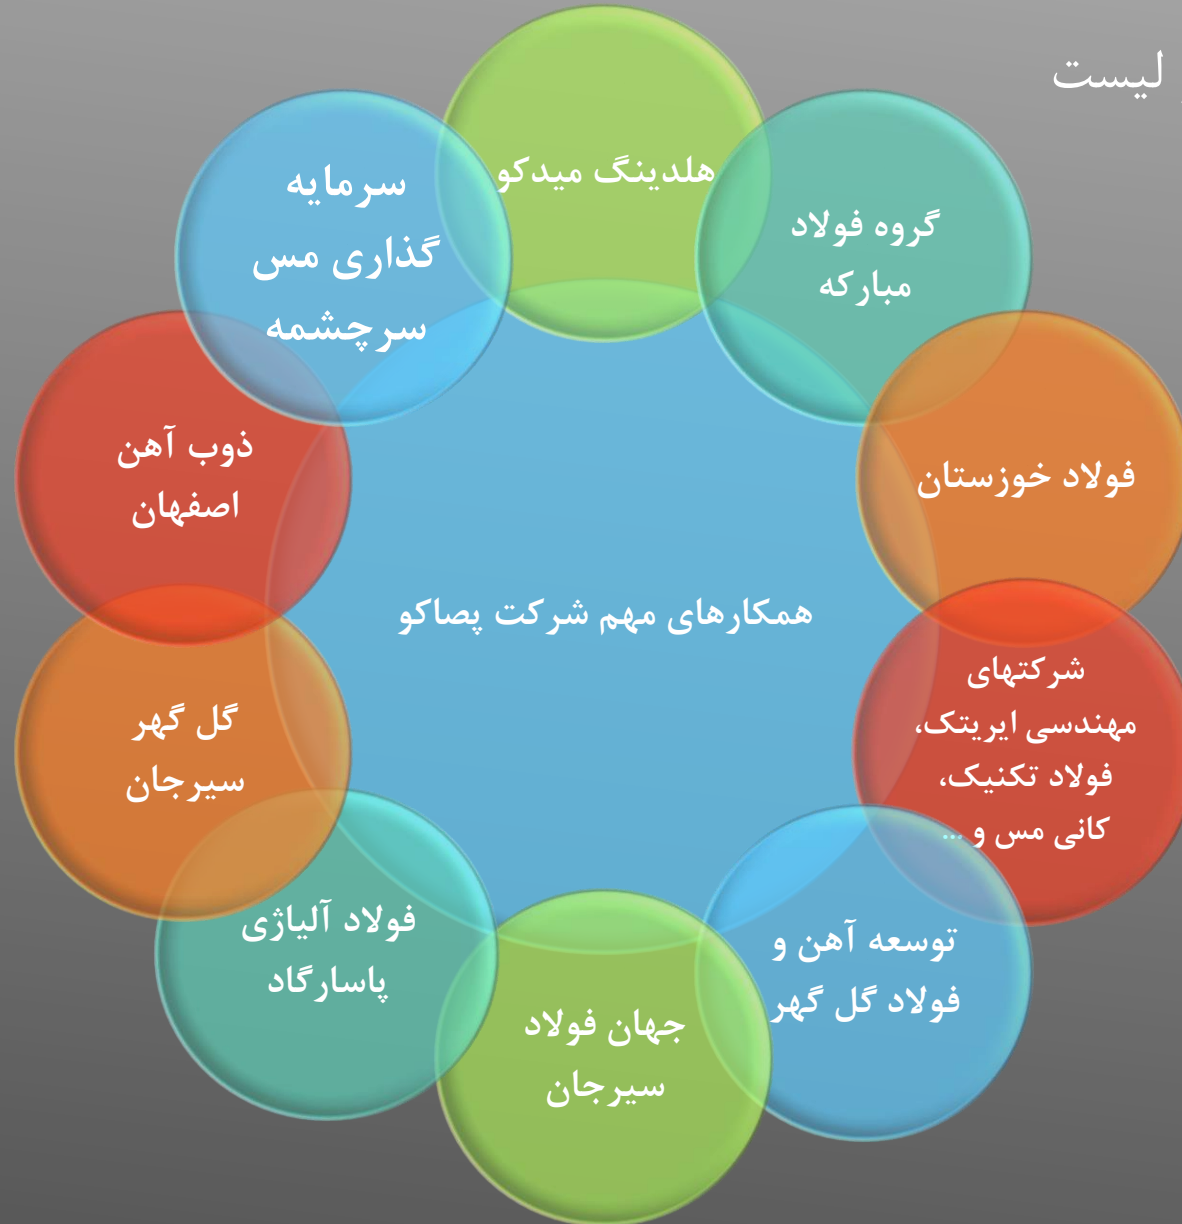 لیست
هلدینگ میدکو
گروه فولاد
مبارکه
فولاد خوزستان
شرکتهای
مهندسی ایریتک،
فولاد تکنیک،
کانی مس و ...
توسعه آهن و
فولاد گل گهر
جهان فولاد
سیرجان
فولاد آلیاژی
پاسارگاد
گل گهر
سیرجان
ذوب آهن
اصفهان
سرمایه
گذاری مس
سرچشمه
همکارهای مهم شرکت پصاکو